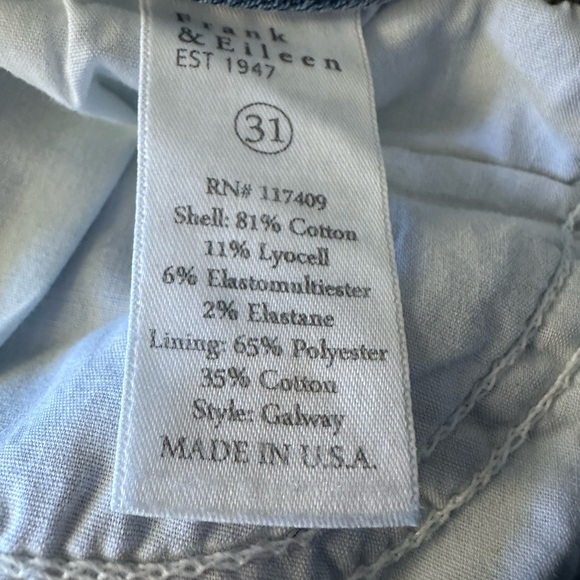 Frank
& Eileen
EST 1947
31
RN# 117409
Shell: 81% Cotton
11% Lyocell
6% Elastomultiester
2% Elastane
Lining: 65% Polyester
35% Cotton
Style: Galway
MADE IN U.S.A.